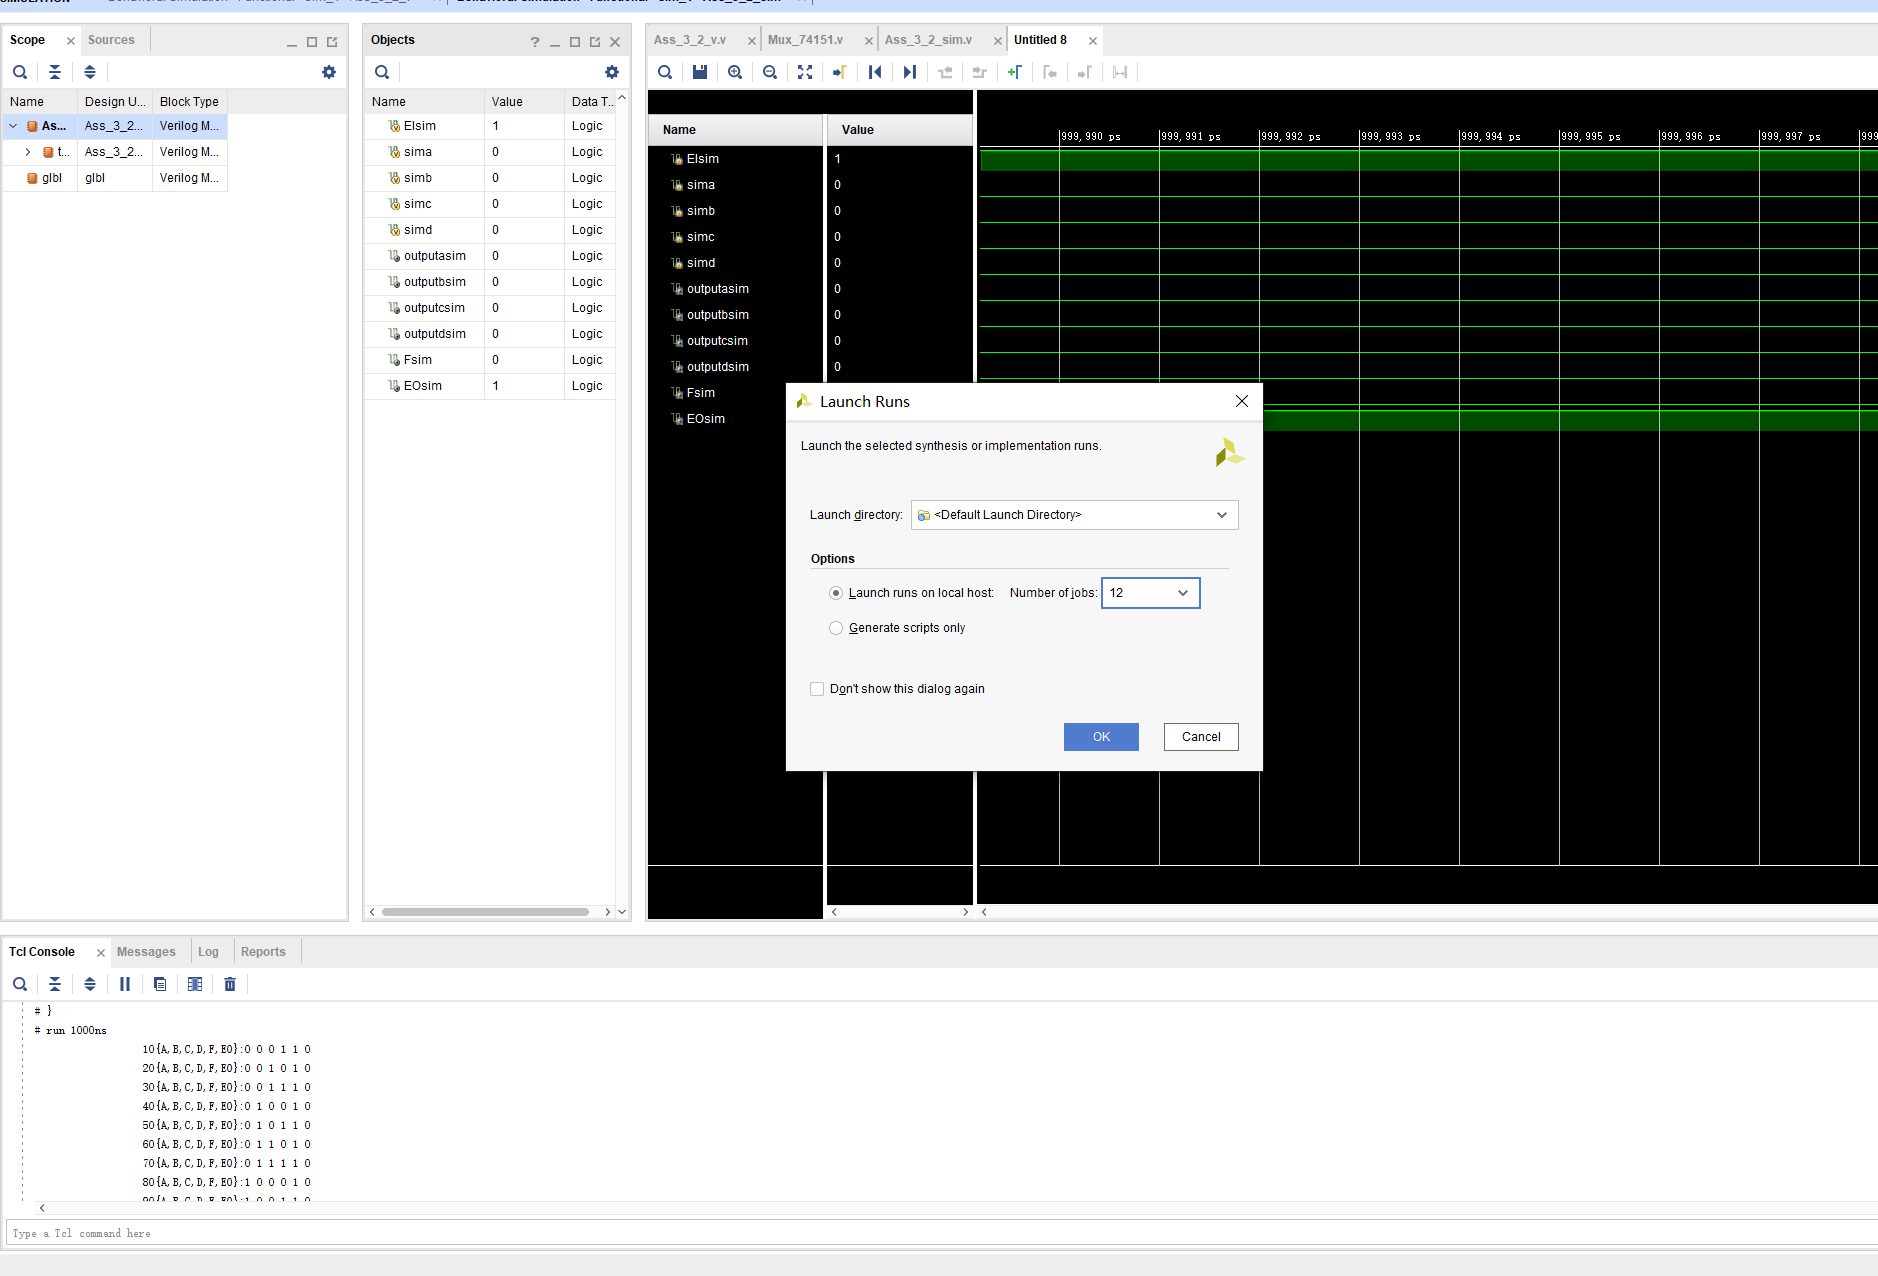 Scope
Sources
Name
Design U...
Block Type
As...
Ass_3_2...
Verilog M...
t...
Ass_3_2...
Verilog M...
glbl
glbl
Verilog M...
Objects
Name
Value
Data T...
EIsim
1
Logic
sima
0
Logic
simb
0
Logic
simc
0
Logic
simd
0
Logic
outputasim
0
Logic
outputbsim
0
Logic
outputcsim
0
Logic
outputdsim
0
Logic
Fsim
0
Logic
EOsim
1
Logic
Ass_3_2_v.v
Mux_74151.v
Ass_3_2_sim.v
Untitled 8
Name
Value
999,990 ps
999,991 ps
999,992 ps
999,993 ps
999,994 ps
999,995 ps
999,996 ps
999,997 ps
999
EIsim
1
sima
0
simb
0
simc
0
simd
0
outputasim
0
outputbsim
0
outputcsim
0
outputdsim
0
Fsim
EOsim
Launch Runs
Launch the selected synthesis or implementation runs.
Launch directory:
<Default Launch Directory>
Options
Launch runs on local host:
Number of jobs:
12
Generate scripts only
Don't show this dialog again
OK
Cancel
Tcl Console
Messages
Log
Reports
# }
# run 1000ns
10{A,B,C,D,F,EO}:0 0 0 1 1 0
20{A,B,C,D,F,EO}:0 0 1 0 1 0
30{A,B,C,D,F,EO}:0 0 1 1 1 0
40{A,B,C,D,F,EO}:0 1 0 0 1 0
50{A,B,C,D,F,EO}:0 1 0 1 1 0
60{A,B,C,D,F,EO}:0 1 1 0 1 0
70{A,B,C,D,F,EO}:0 1 1 1 1 0
80{A,B,C,D,F,EO}:1 0 0 0 1 0
90{A,B,C,D,F,EO}:1 0 0 1 1 0
Type a Tcl command here